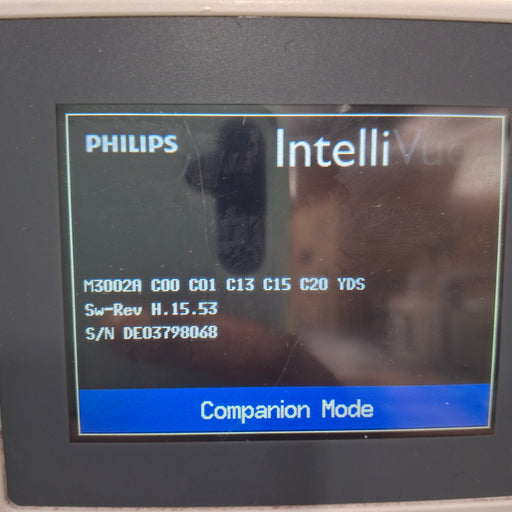 PHILIPS
IntelliVue
M3002A C00 C01 C13 C15 C20 YDS
Sw-Rev H.15.53
S/N DE03798068
Companion Mode